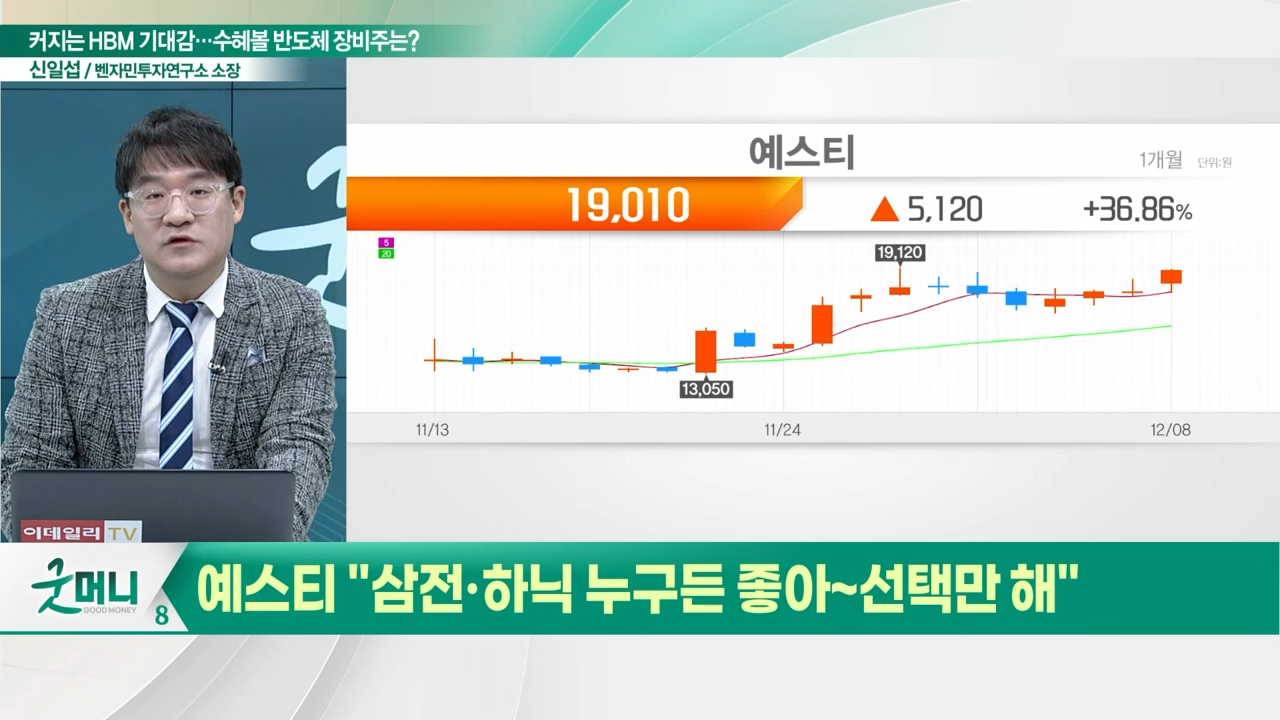 커지는 HBM 기대감…수혜볼 반도체 장비주는?
신일섭 / 벤자민투자연구소 소장
예스티
1개월 단위:원
19,010 ▲ 5,120 +36.86%
5
20
19,120
13,050
11/13 11/24 12/08
이데일리 TV
굿머니
GOOD MONEY
8
예스티 "삼전·하닉 누구든 좋아~선택만 해"